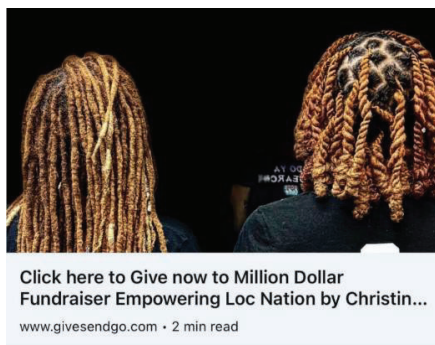 Click here to Give now to Million Dollar
Fundraiser Empowering Loc Nation by Christin...
www.givesendgo.com • 2 min read